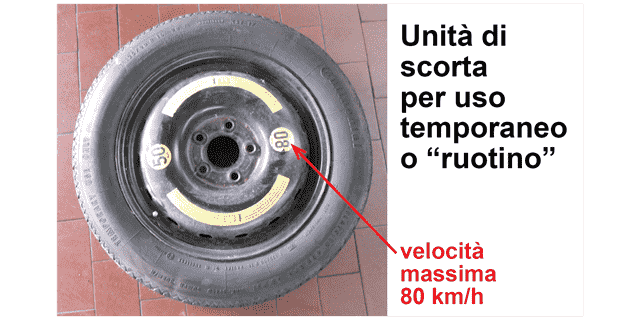 Unità di
scorta
per uso
temporaneo
o “ruotino”
80
50
velocità
massima
80 km/h